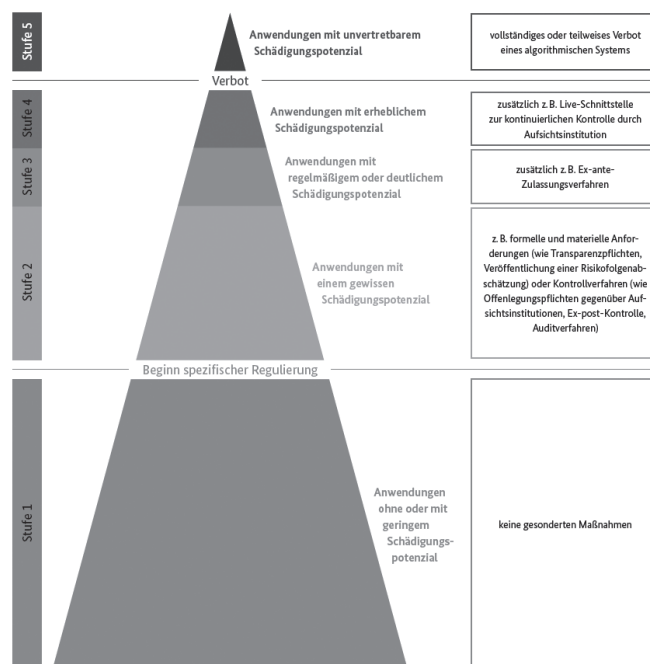 Stufe 5
Anwendungen mit unvertretbarem
Schädigungspotenzial
vollständiges oder teilweises Verbot
eines algorithmischen Systems
Verbot
Stufe 4
Anwendungen mit erheblichem
Schädigungspotenzial
zusätzlich z. B. Live-Schnittstelle
zur kontinuierlichen Kontrolle durch
Aufsichtsinstitution
Stufe 3
Anwendungen mit
regelmäßigem oder deutlichem
Schädigungspotenzial
zusätzlich z. B. Ex-ante-
Zulassungsverfahren
Stufe 2
Anwendungen mit
einem gewissen
Schädigungspotenzial
z. B. formelle und materielle Anfor-
derungen (wie Transparenzpflichten,
Veröffentlichung einer Risikofolgenab-
schätzung) oder Kontrollverfahren (wie
Offenlegungspflichten gegenüber Auf-
sichtsinstitutionen, Ex-post-Kontrolle,
Auditverfahren)
Beginn spezifischer Regulierung
Stufe 1
Anwendungen
ohne oder mit
geringem
Schädigungs-
potenzial
keine gesonderten Maßnahmen